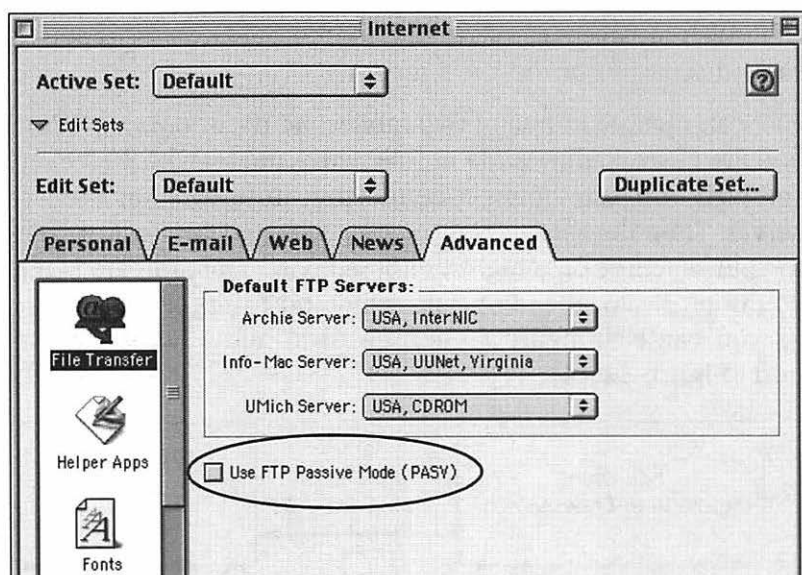 Internet
Active Set: Default
Edit Sets
Edit Set: Default Duplicate Set...
Personal E-mail Web News Advanced
File Transfer
Helper Apps
Fonts
Default FTP Servers:
Archie Server: USA, InterNIC
Info-Mac Server: USA, UUNet, Virginia
UMich Server: USA, CDROM
Use FTP Passive Mode (PASV)